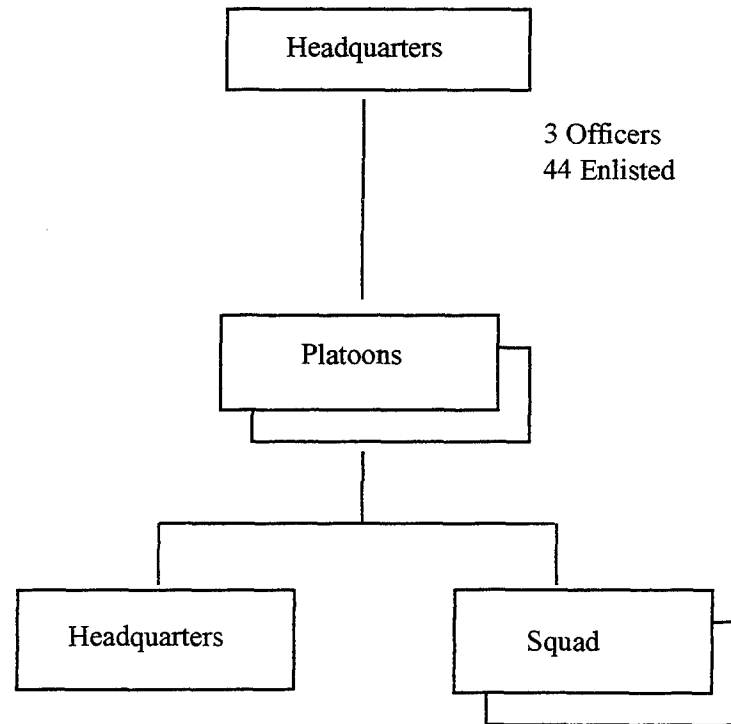 Headquarters
3 Officers
44 Enlisted
Platoons
Headquarters
Squad